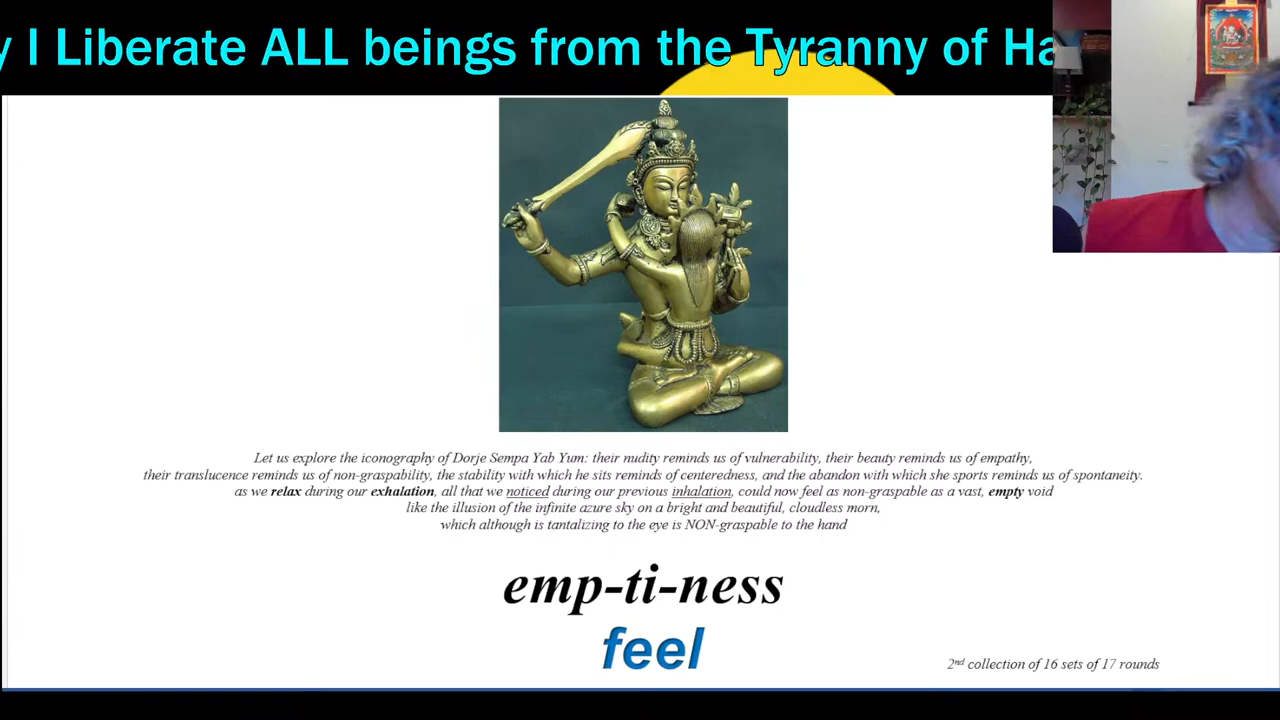 y I Liberate ALL beings from the Tyranny of Ha
Let us explore the iconography of Dorje Sempa Yab Yum: their nudity reminds us of vulnerability, their beauty reminds us of empathy,
their translucence reminds us of non-graspability, the stability with which he sits reminds of centeredness, and the abandon with which she sports reminds us of spontaneity.
as we relax during our exhalation, all that we noticed during our previous inhalation, could now feel as non-graspable as a vast, empty void
like the illusion of the infinite azure sky on a bright and beautiful, cloudless morn,
which although is tantalizing to the eye is NON-graspable to the hand
emp-ti-ness
feel
2nd collection of 16 sets of 17 rounds